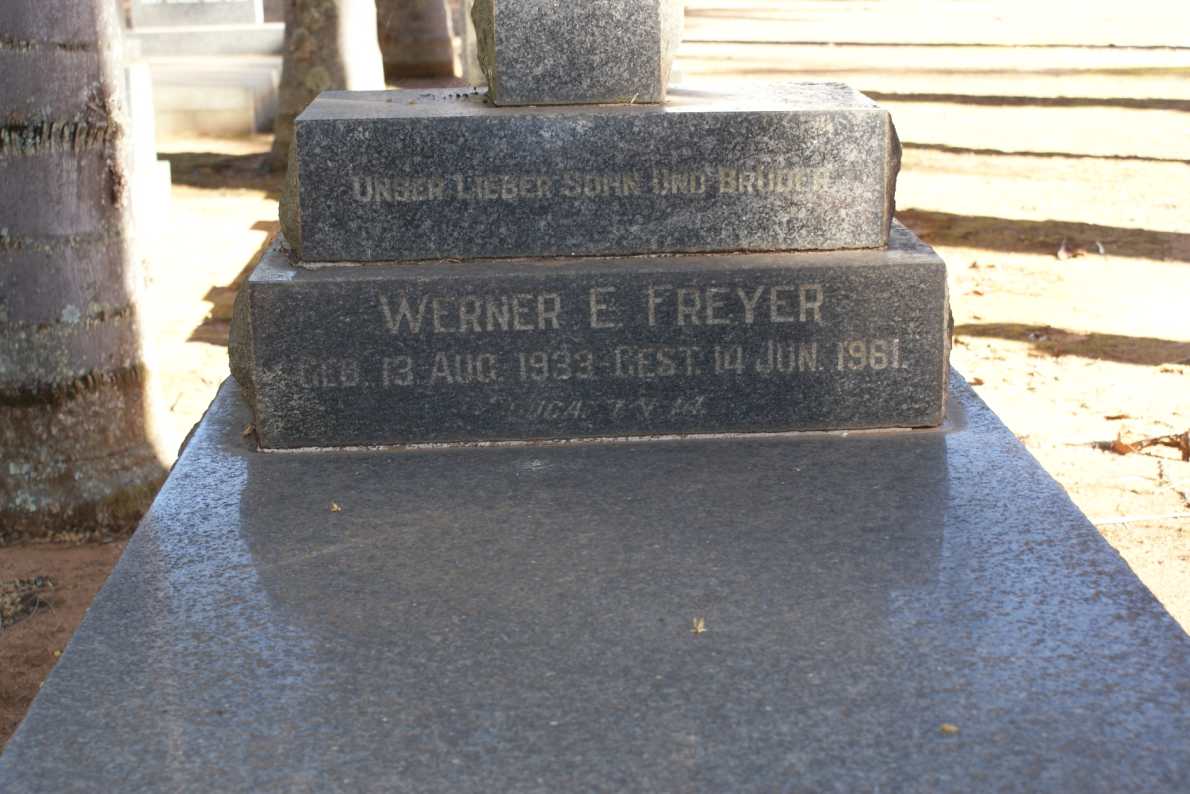 UNSER LIEBER SOHN UND BRUDER
WERNER E FREYER
GEB. 13 AUG. 1933-GEST. 14 JUN. 1961.